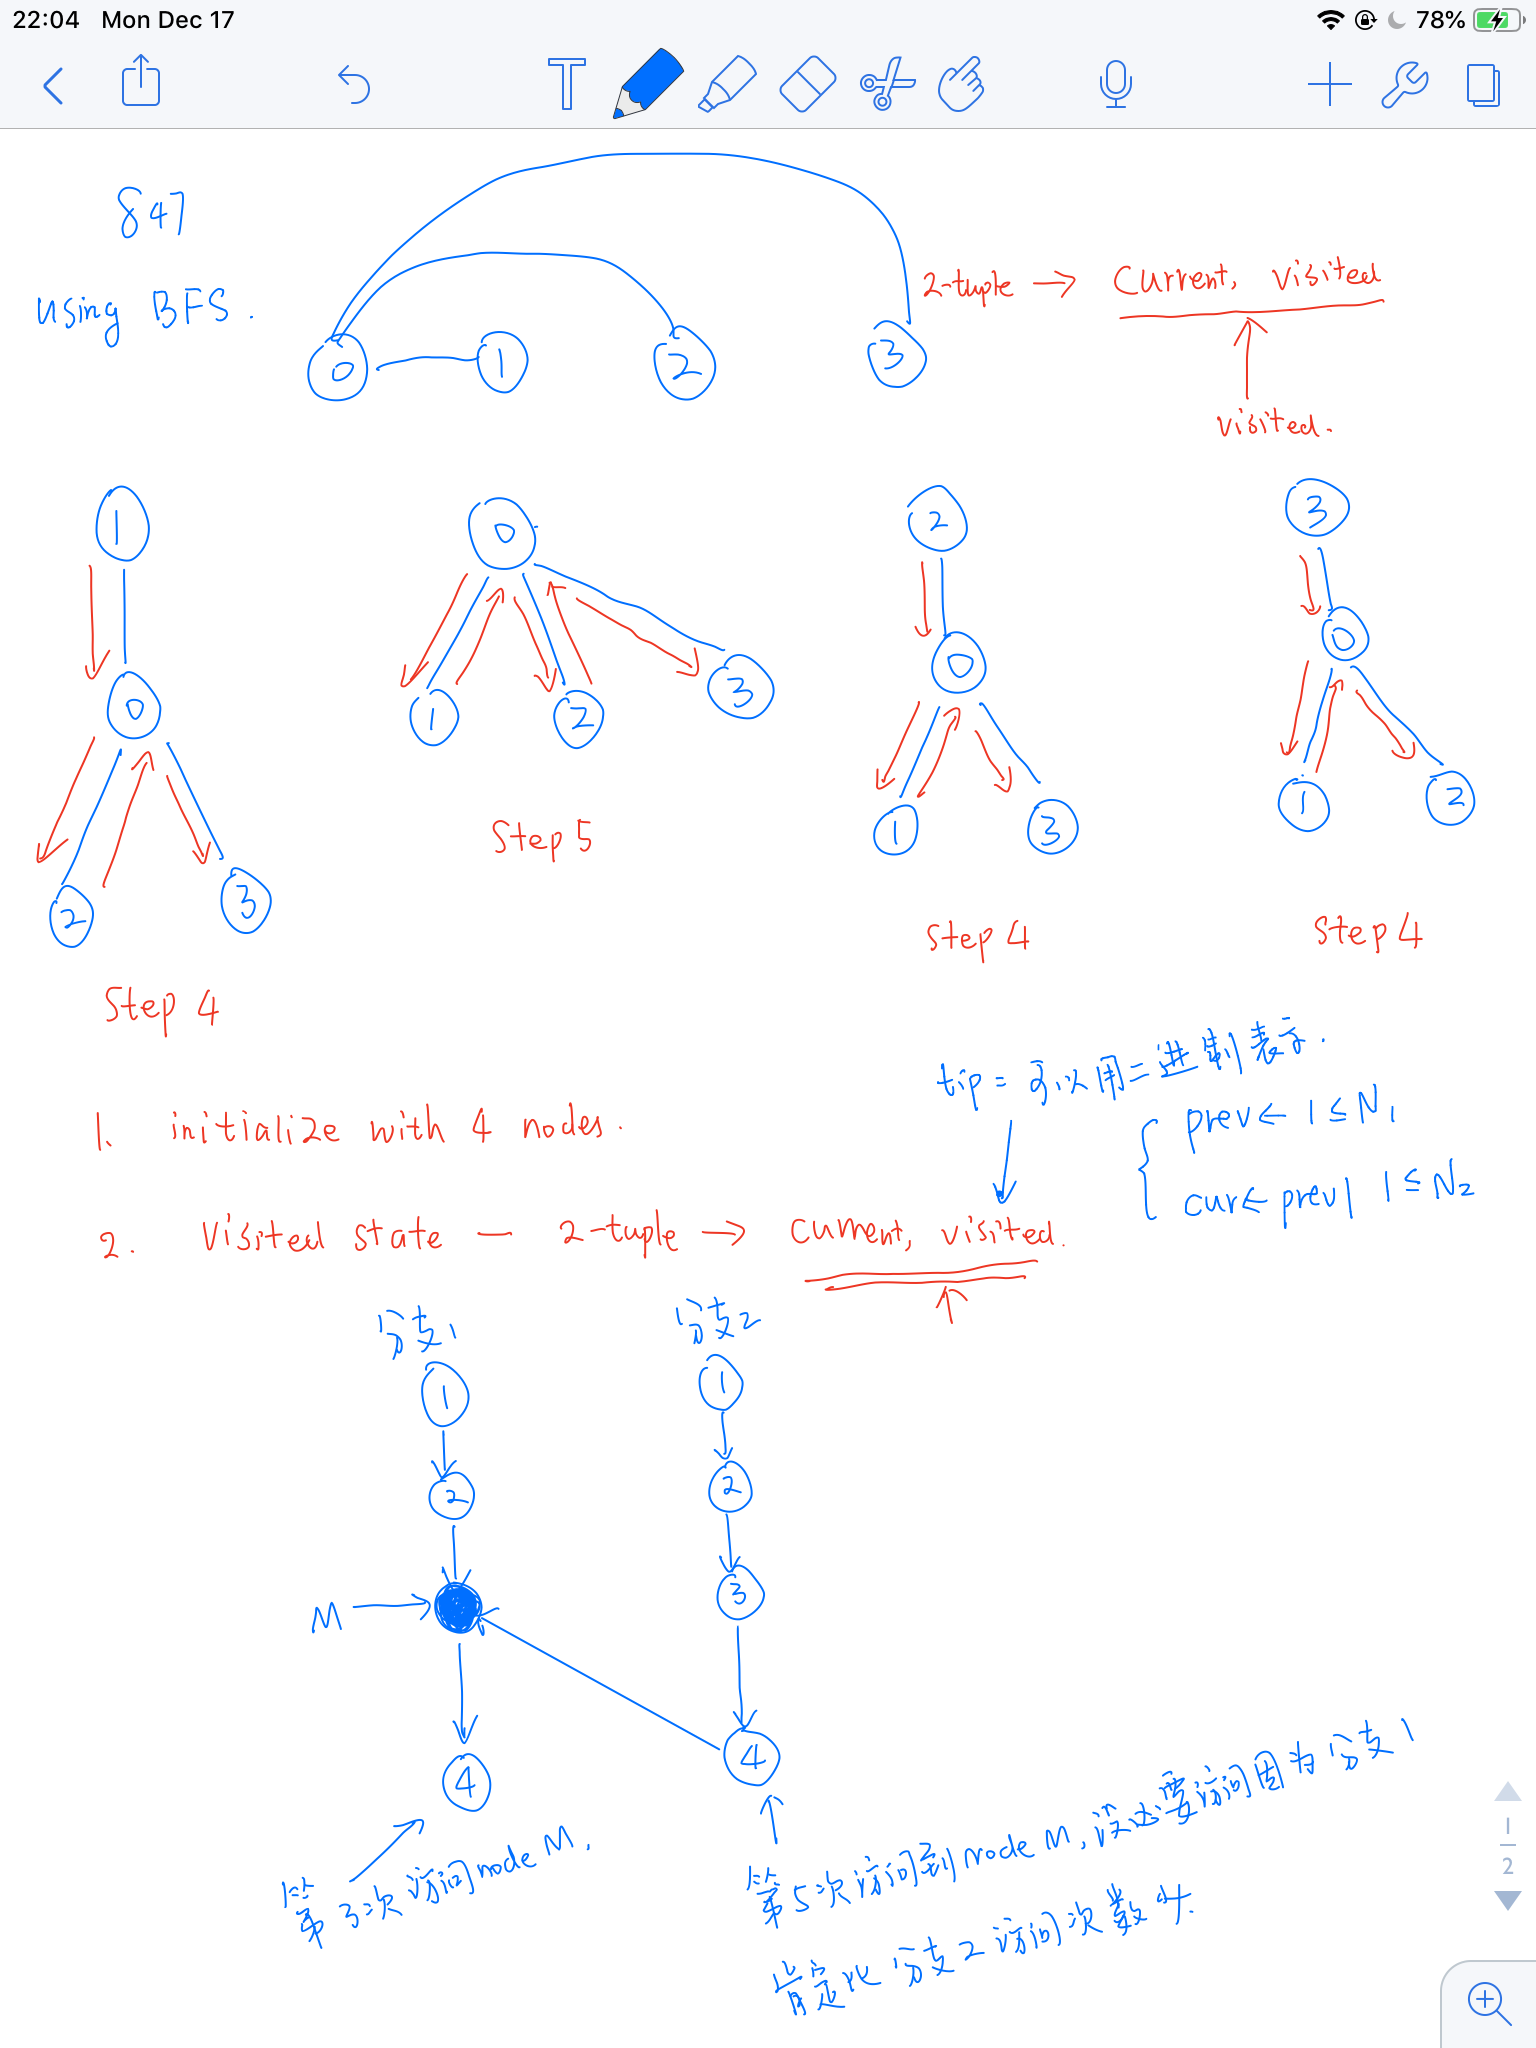 22:04 Mon Dec 17
78%
T
847
using BFS.
0
1
2
3
2-tuple → Current, visited
visited.
1
0
2
3
Step 4
0
1
2
3
Step 5
2
0
1
3
Step 4
3
0
1
2
Step 4
tip = 可以用二进制表示.
prev ← 1 ≤ N1
cur ← prev | 1 ≤ N2
1. initialize with 4 nodes.
2. Visited state — 2-tuple → current, visited.
分支1
1
2
M
4
第3次访问node M.
分支2
1
2
3
4
第5次访问到node M, 没必要访问因为分支1
肯定比分支2访问次数少.
1
2